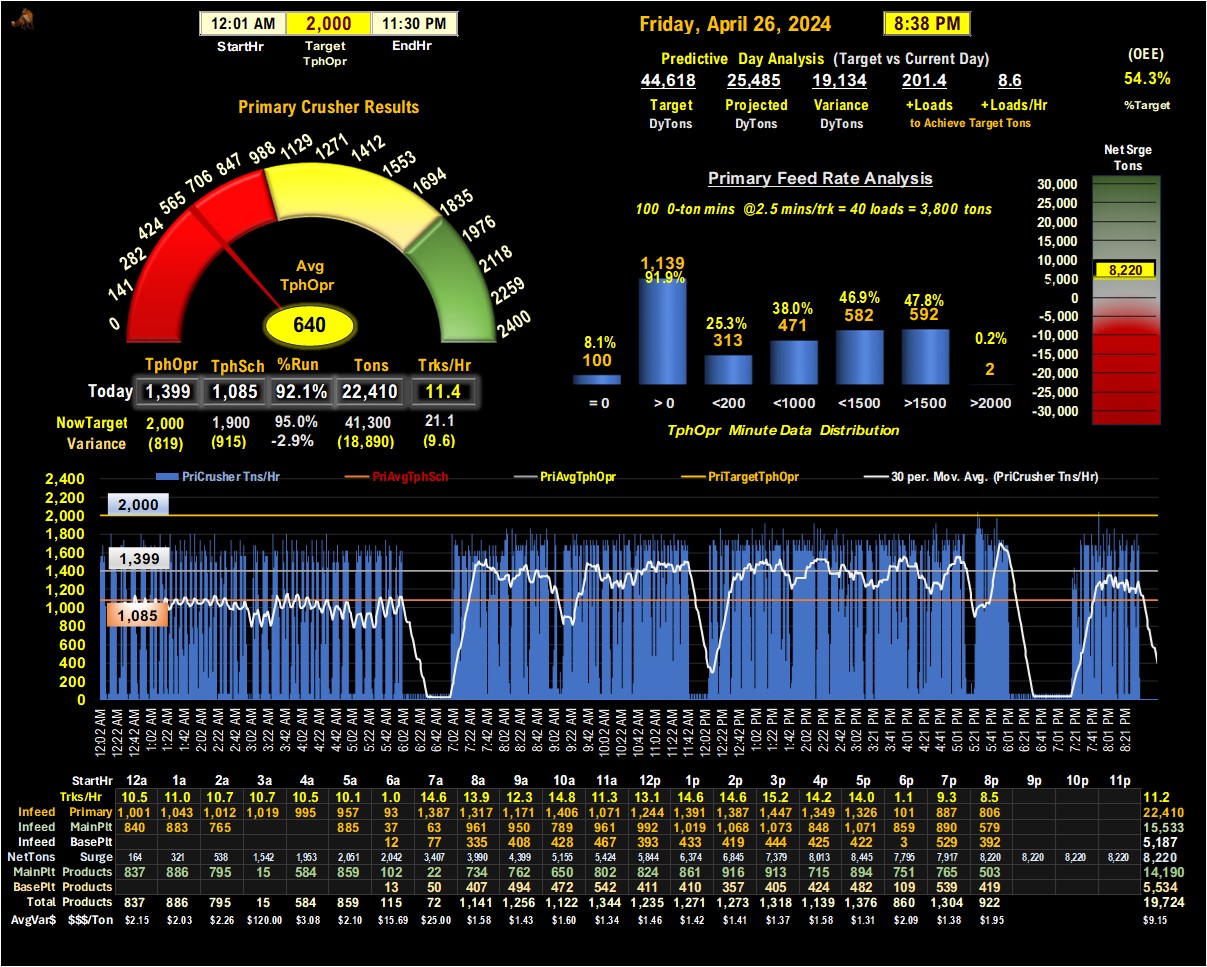 12:01 AM 2,000 11:30 PM
StartHr Target EndHr
TphOpr
Friday, April 26, 2024 8:38 PM
Predictive Day Analysis (Target vs Current Day)
44,618 25,485 19,134 201.4 8.6
Target Projected Variance +Loads +Loads/Hr
DyTons DyTons DyTons to Achieve Target Tons
(OEE)
54.3%
%Target
Primary Crusher Results
0 141 282 424 565 706 847 988 1129 1271 1412 1553 1694 1835 1976 2118 2259 2400
Avg
TphOpr
640
TphOpr TphSch %Run Tons Trks/Hr
Today 1,399 1,085 92.1% 22,410 11.4
NowTarget 2,000 1,900 95.0% 41,300 21.1
Variance (819) (915) -2.9% (18,890) (9.6)
Primary Feed Rate Analysis
100 0-ton mins @2.5 mins/trk = 40 loads = 3,800 tons
8.1% 91.9% 25.3% 38.0% 46.9% 47.8% 0.2%
100 1,139 313 471 582 592 2
= 0 > 0 <200 <1000 <1500 >1500 >2000
TphOpr Minute Data Distribution
Net Srge
Tons
30,000
25,000
20,000
15,000
10,000
8,220
5,000
0
-5,000
-10,000
-15,000
-20,000
-25,000
-30,000
PriCrusher Tns/Hr PriAvgTphSch PriAvgTphOpr PriTargetTphOpr 30 per. Mov. Avg. (PriCrusher Tns/Hr)
2,400
2,200
2,000
1,800
1,600
1,400
1,200
1,000
800
600
400
200
0
2,000
1,399
1,085
12:02 AM 12:22 AM 12:42 AM 1:02 AM 1:22 AM 1:42 AM 2:02 AM 2:22 AM 2:42 AM 3:02 AM 3:22 AM 3:42 AM 4:02 AM 4:22 AM 4:42 AM 5:02 AM 5:22 AM 5:42 AM 6:02 AM 6:22 AM 6:42 AM 7:02 AM 7:22 AM 7:42 AM 8:02 AM 8:22 AM 8:42 AM 9:02 AM 9:22 AM 9:42 AM 10:02 AM 10:22 AM 10:42 AM 11:02 AM 11:22 AM 11:42 AM 12:02 PM 12:22 PM 12:42 PM 1:02 PM 1:22 PM 1:42 PM 2:02 PM 2:22 PM 2:42 PM 3:02 PM 3:21 PM 3:41 PM 4:01 PM 4:21 PM 4:41 PM 5:01 PM 5:21 PM 5:41 PM 6:01 PM 6:21 PM 6:41 PM 7:01 PM 7:21 PM 7:41 PM 8:01 PM 8:21 PM
StartHr 12a 1a 2a 3a 4a 5a 6a 7a 8a 9a 10a 11a 12p 1p 2p 3p 4p 5p 6p 7p 8p 9p 10p 11p
Trks/Hr 10.5 11.0 10.7 10.7 10.5 10.1 1.0 14.6 13.9 12.3 14.8 11.3 13.1 14.6 14.6 15.2 14.2 14.0 1.1 9.3 8.5 11.2
Infeed Primary 1,001 1,043 1,012 1,019 995 957 93 1,387 1,317 1,171 1,406 1,071 1,244 1,391 1,387 1,447 1,349 1,326 101 887 806 22,410
Infeed MainPlt 840 883 765 885 37 63 961 950 789 961 992 1,019 1,068 1,073 848 1,071 859 890 579 15,533
Infeed BasePlt 12 77 335 408 428 467 393 433 419 444 425 422 3 529 392 5,187
NetTons Surge 164 321 538 1,542 1,953 2,051 2,042 3,407 3,990 4,399 5,155 5,424 5,844 6,374 6,845 7,379 8,013 8,445 7,795 7,917 8,220 8,220 8,220 8,220 8,220
MainPlt Products 837 886 795 15 584 859 102 22 734 762 650 802 824 861 916 913 715 894 751 765 503 14,190
BasePlt Products 13 50 407 494 472 542 411 410 357 405 424 482 109 539 419 5,534
Total Products 837 886 795 15 584 859 115 72 1,141 1,256 1,122 1,344 1,235 1,271 1,273 1,318 1,139 1,376 860 1,304 922 19,724
AvgVar$ $$$/Ton $2.15 $2.03 $2.26 $120.00 $3.08 $2.10 $15.69 $25.00 $1.58 $1.43 $1.60 $1.34 $1.46 $1.42 $1.41 $1.37 $1.58 $1.31 $2.09 $1.38 $1.95 $9.15